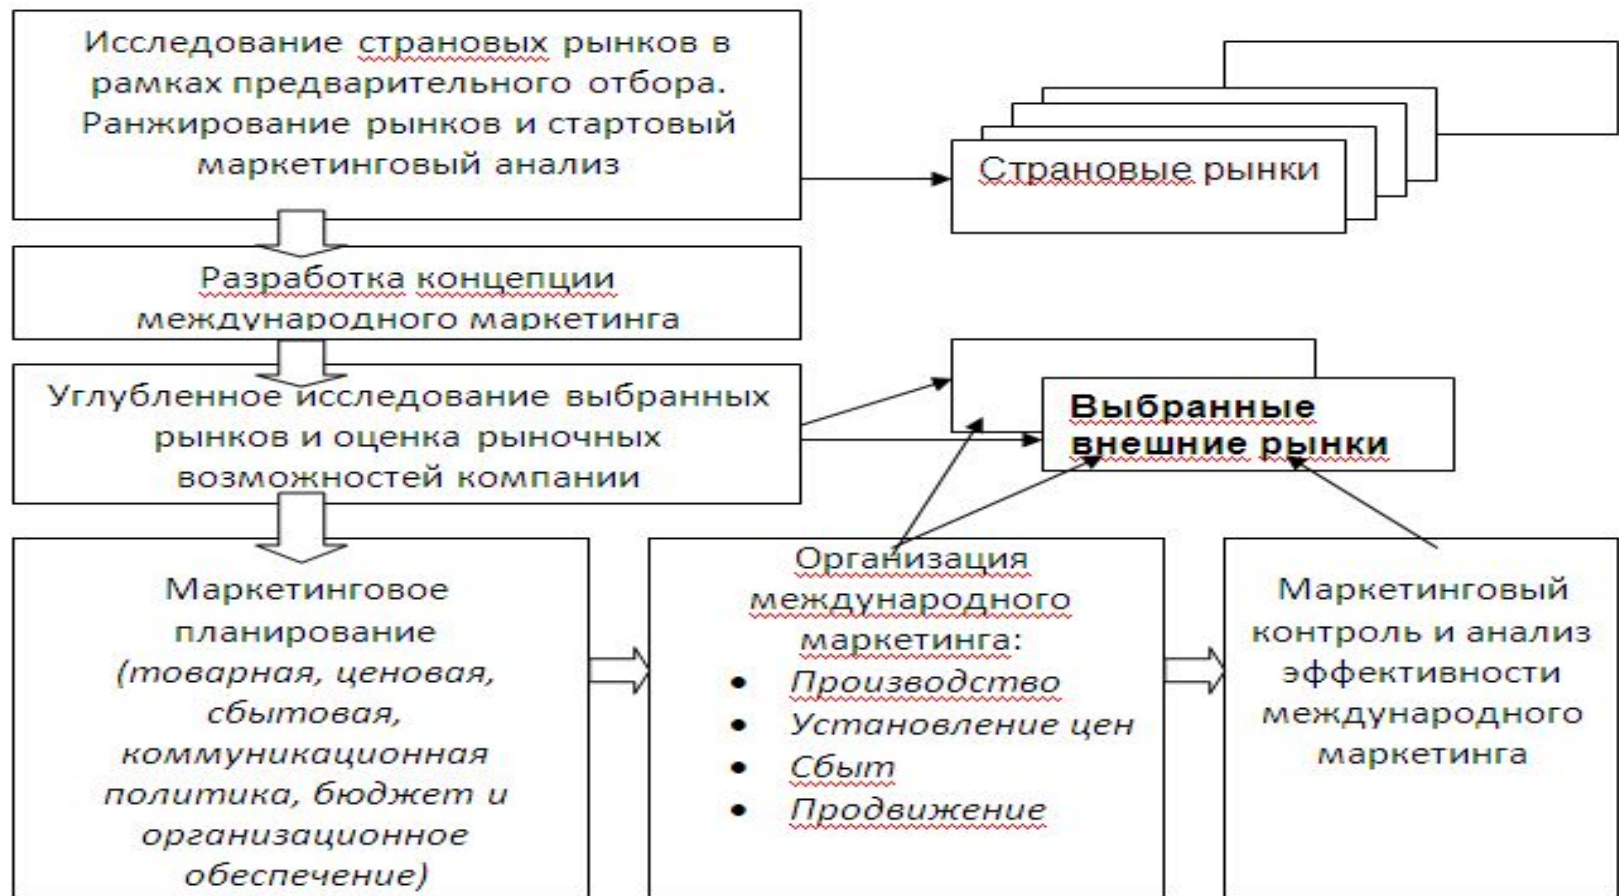 Исследование страновых рынков в
рамках предварительного отбора.
Ранжирование рынков и стартовый
маркетинговый анализ
Страновые рынки
Разработка концепции
международного маркетинга
Углубленное исследование выбранных
рынков и оценка рыночных
возможностей компании
Выбранные
внешние рынки
Маркетинговое
планирование
(товарная, ценовая,
сбытовая,
коммуникационная
политика, бюджет и
организационное
обеспечение)
Организация
международного
маркетинга:
• Производство
• Установление цен
• Сбыт
• Продвижение
Маркетинговый
контроль и анализ
эффективности
международного
маркетинга